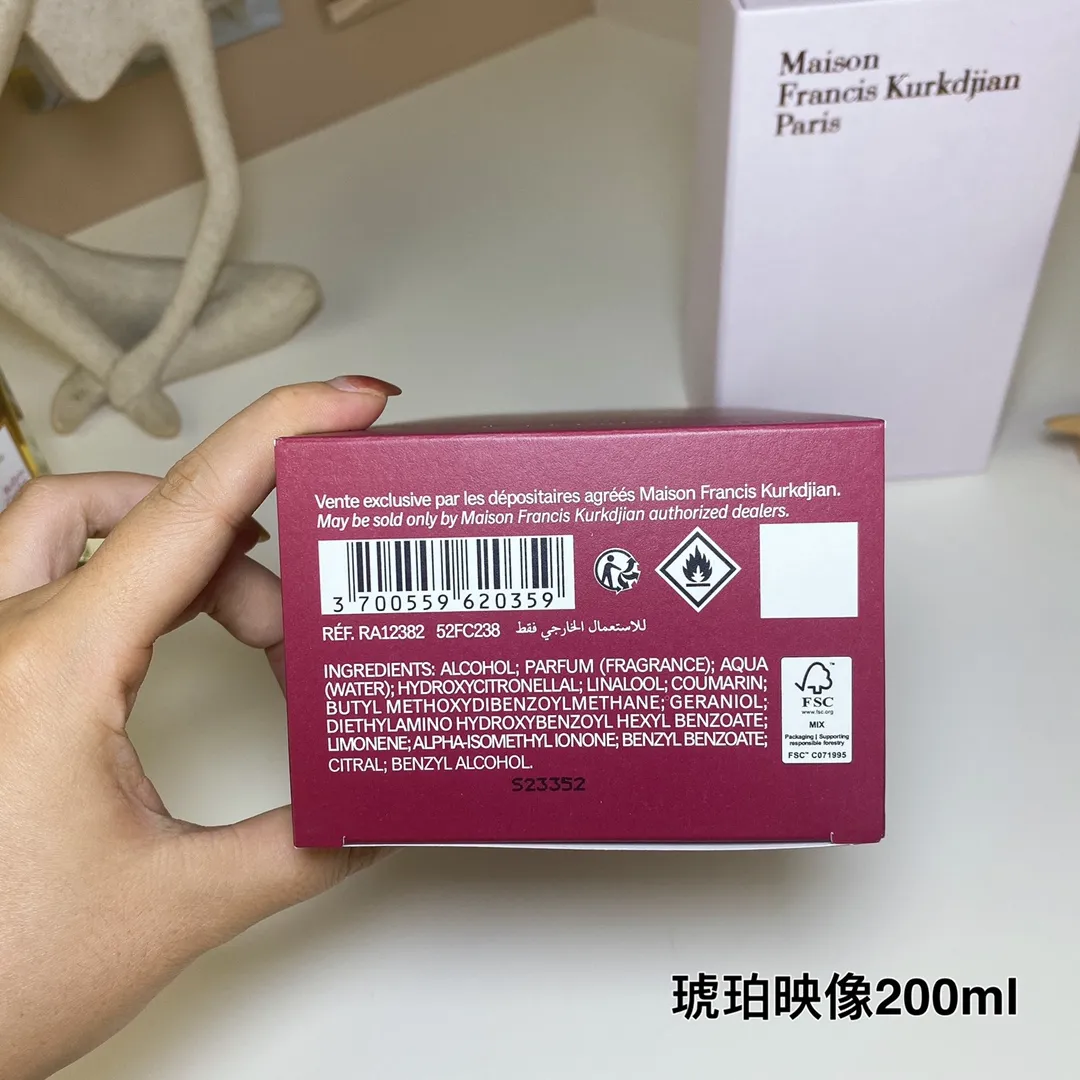 Maison
Francis Kurkdjian
Paris
Vente exclusive par les dépositaires agréés Maison Francis Kurkdjian.
May be sold only by Maison Francis Kurkdjian authorized dealers.
3 700559 620359
RÉF. RA12382 52FC238 للاستعمال الخارجي فقط
INGREDIENTS: ALCOHOL; PARFUM (FRAGRANCE); AQUA
(WATER); HYDROXYCITRONELLAL; LINALOOL; COUMARIN;
BUTYL METHOXYDIBENZOYLMETHANE; GERANIOL;
DIETHYLAMINO HYDROXYBENZOYL HEXYL BENZOATE;
LIMONENE; ALPHA-ISOMETHYL IONONE; BENZYL BENZOATE;
CITRAL; BENZYL ALCOHOL.
FSC
www.fsc.org
MIX
Packaging | Supporting
responsible forestry
FSC™ C071995
S23352
琥珀映像200ml